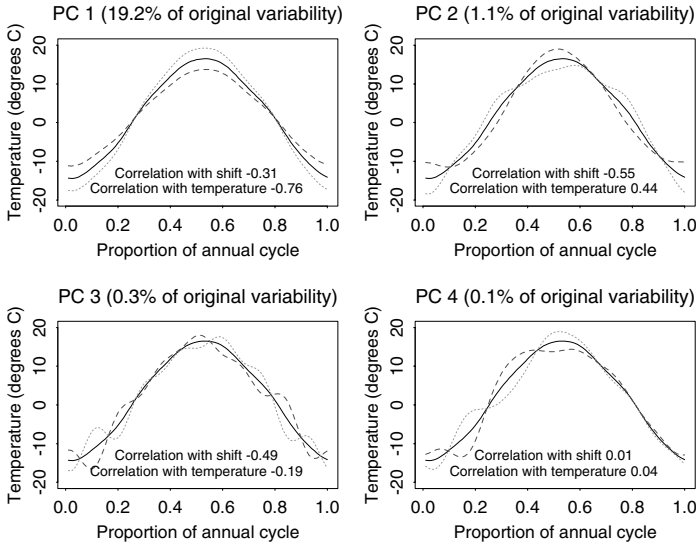 PC 1 (19.2% of original variability)
Temperature (degrees C)
20
10
0
-10
-20
Correlation with shift -0.31
Correlation with temperature -0.76
0.0 0.2 0.4 0.6 0.8 1.0
Proportion of annual cycle
PC 2 (1.1% of original variability)
Temperature (degrees C)
20
10
0
-10
-20
Correlation with shift -0.55
Correlation with temperature 0.44
0.0 0.2 0.4 0.6 0.8 1.0
Proportion of annual cycle
PC 3 (0.3% of original variability)
Temperature (degrees C)
20
10
0
-10
-20
Correlation with shift -0.49
Correlation with temperature -0.19
0.0 0.2 0.4 0.6 0.8 1.0
Proportion of annual cycle
PC 4 (0.1% of original variability)
Temperature (degrees C)
20
10
0
-10
-20
Correlation with shift 0.01
Correlation with temperature 0.04
0.0 0.2 0.4 0.6 0.8 1.0
Proportion of annual cycle